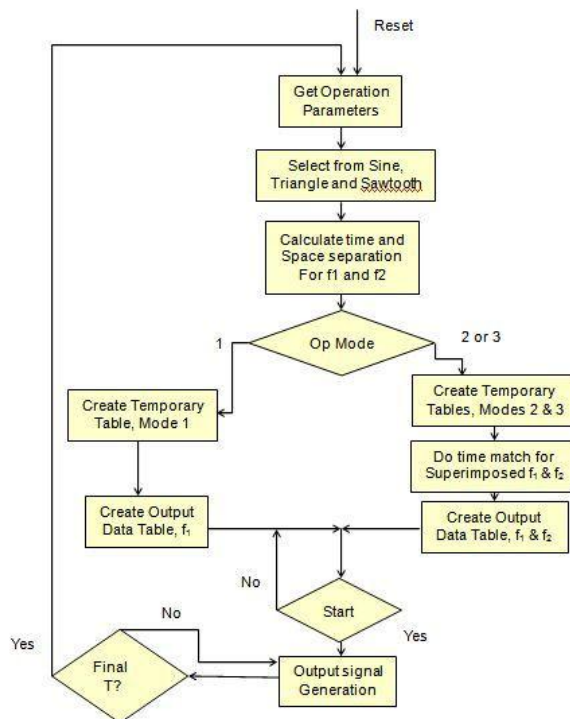 Reset
Get Operation
Parameters
Select from Sine,
Triangle and Sawtooth
Calculate time and
Space separation
For f1 and f2
Op Mode
1
2 or 3
Create Temporary
Table, Mode 1
Create Temporary
Tables, Modes 2 & 3
Do time match for
Superimposed f₁ & f₂
Create Output
Data Table, f₁
Create Output
Data Table, f₁ & f₂
No
Start
Yes
No
Yes
Final
T?
Output signal
Generation